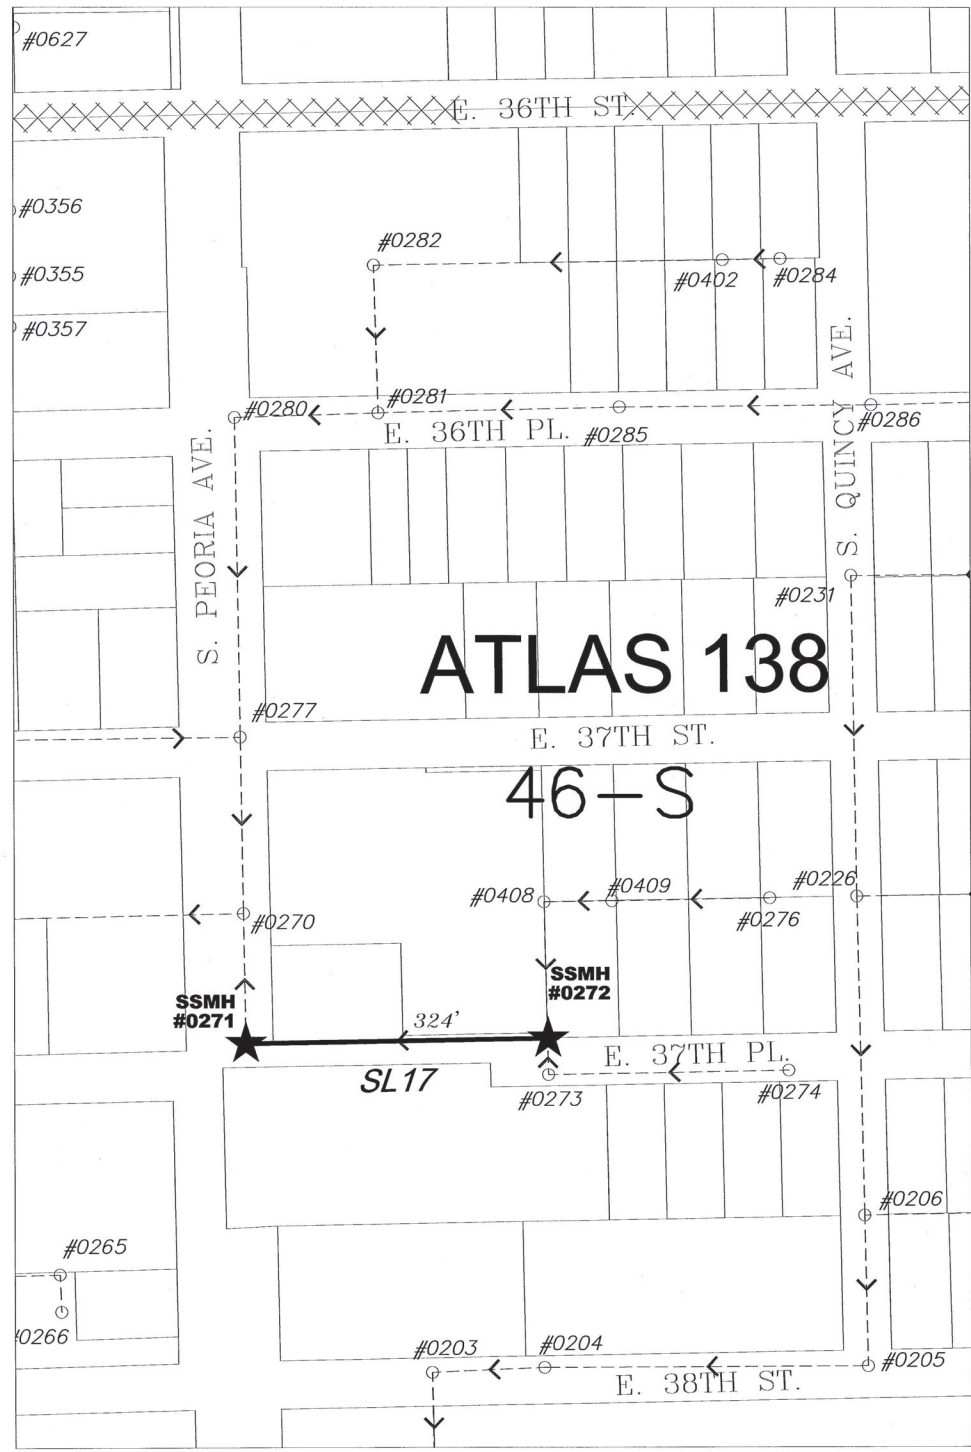 #0627
E. 36TH ST.
#0356
#0282
#0355
#0402
#0284
#0357
S. QUINCY AVE.
#0280
#0281
#0286
E. 36TH PL.
#0285
S. PEORIA AVE.
#0231
ATLAS 138
#0277
E. 37TH ST.
46-S
#0408
#0409
#0226
#0270
#0276
SSMH
#0272
SSMH
#0271
324'
E. 37TH PL.
SL17
#0273
#0274
#0206
#0265
#0266
#0203
#0204
#0205
E. 38TH ST.